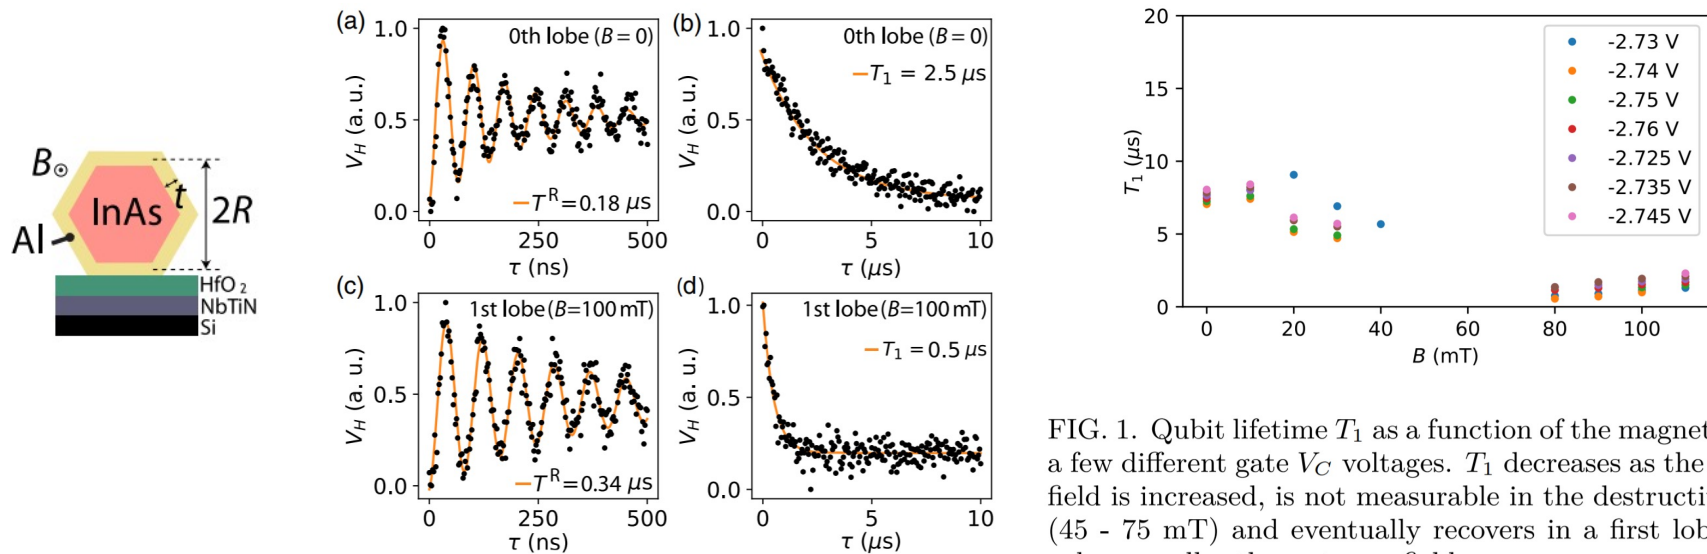 B
InAs
t
2R
Al
HfO2
NbTiN
Si
(a)
0th lobe (B = 0)
T^R = 0.18 μs
V_H (a. u.)
1.0
0.5
0.0
0
250
500
τ (ns)
(b)
0th lobe (B = 0)
T1 = 2.5 μs
V_H (a. u.)
1.0
0.5
0.0
0
5
10
τ (μs)
(c)
1st lobe (B=100 mT)
T^R = 0.34 μs
V_H (a. u.)
1.0
0.5
0.0
0
250
500
τ (ns)
(d)
1st lobe (B=100 mT)
T1 = 0.5 μs
V_H (a. u.)
1.0
0.5
0.0
0
5
10
τ (μs)
20
15
10
5
0
T1 (μs)
-2.73 V
-2.74 V
-2.75 V
-2.76 V
-2.725 V
-2.735 V
-2.745 V
0
20
40
60
80
100
B (mT)
FIG. 1. Qubit lifetime T1 as a function of the magnet
a few different gate VC voltages. T1 decreases as the
field is increased, is not measurable in the destructi
(45 - 75 mT) and eventually recovers in a first lob